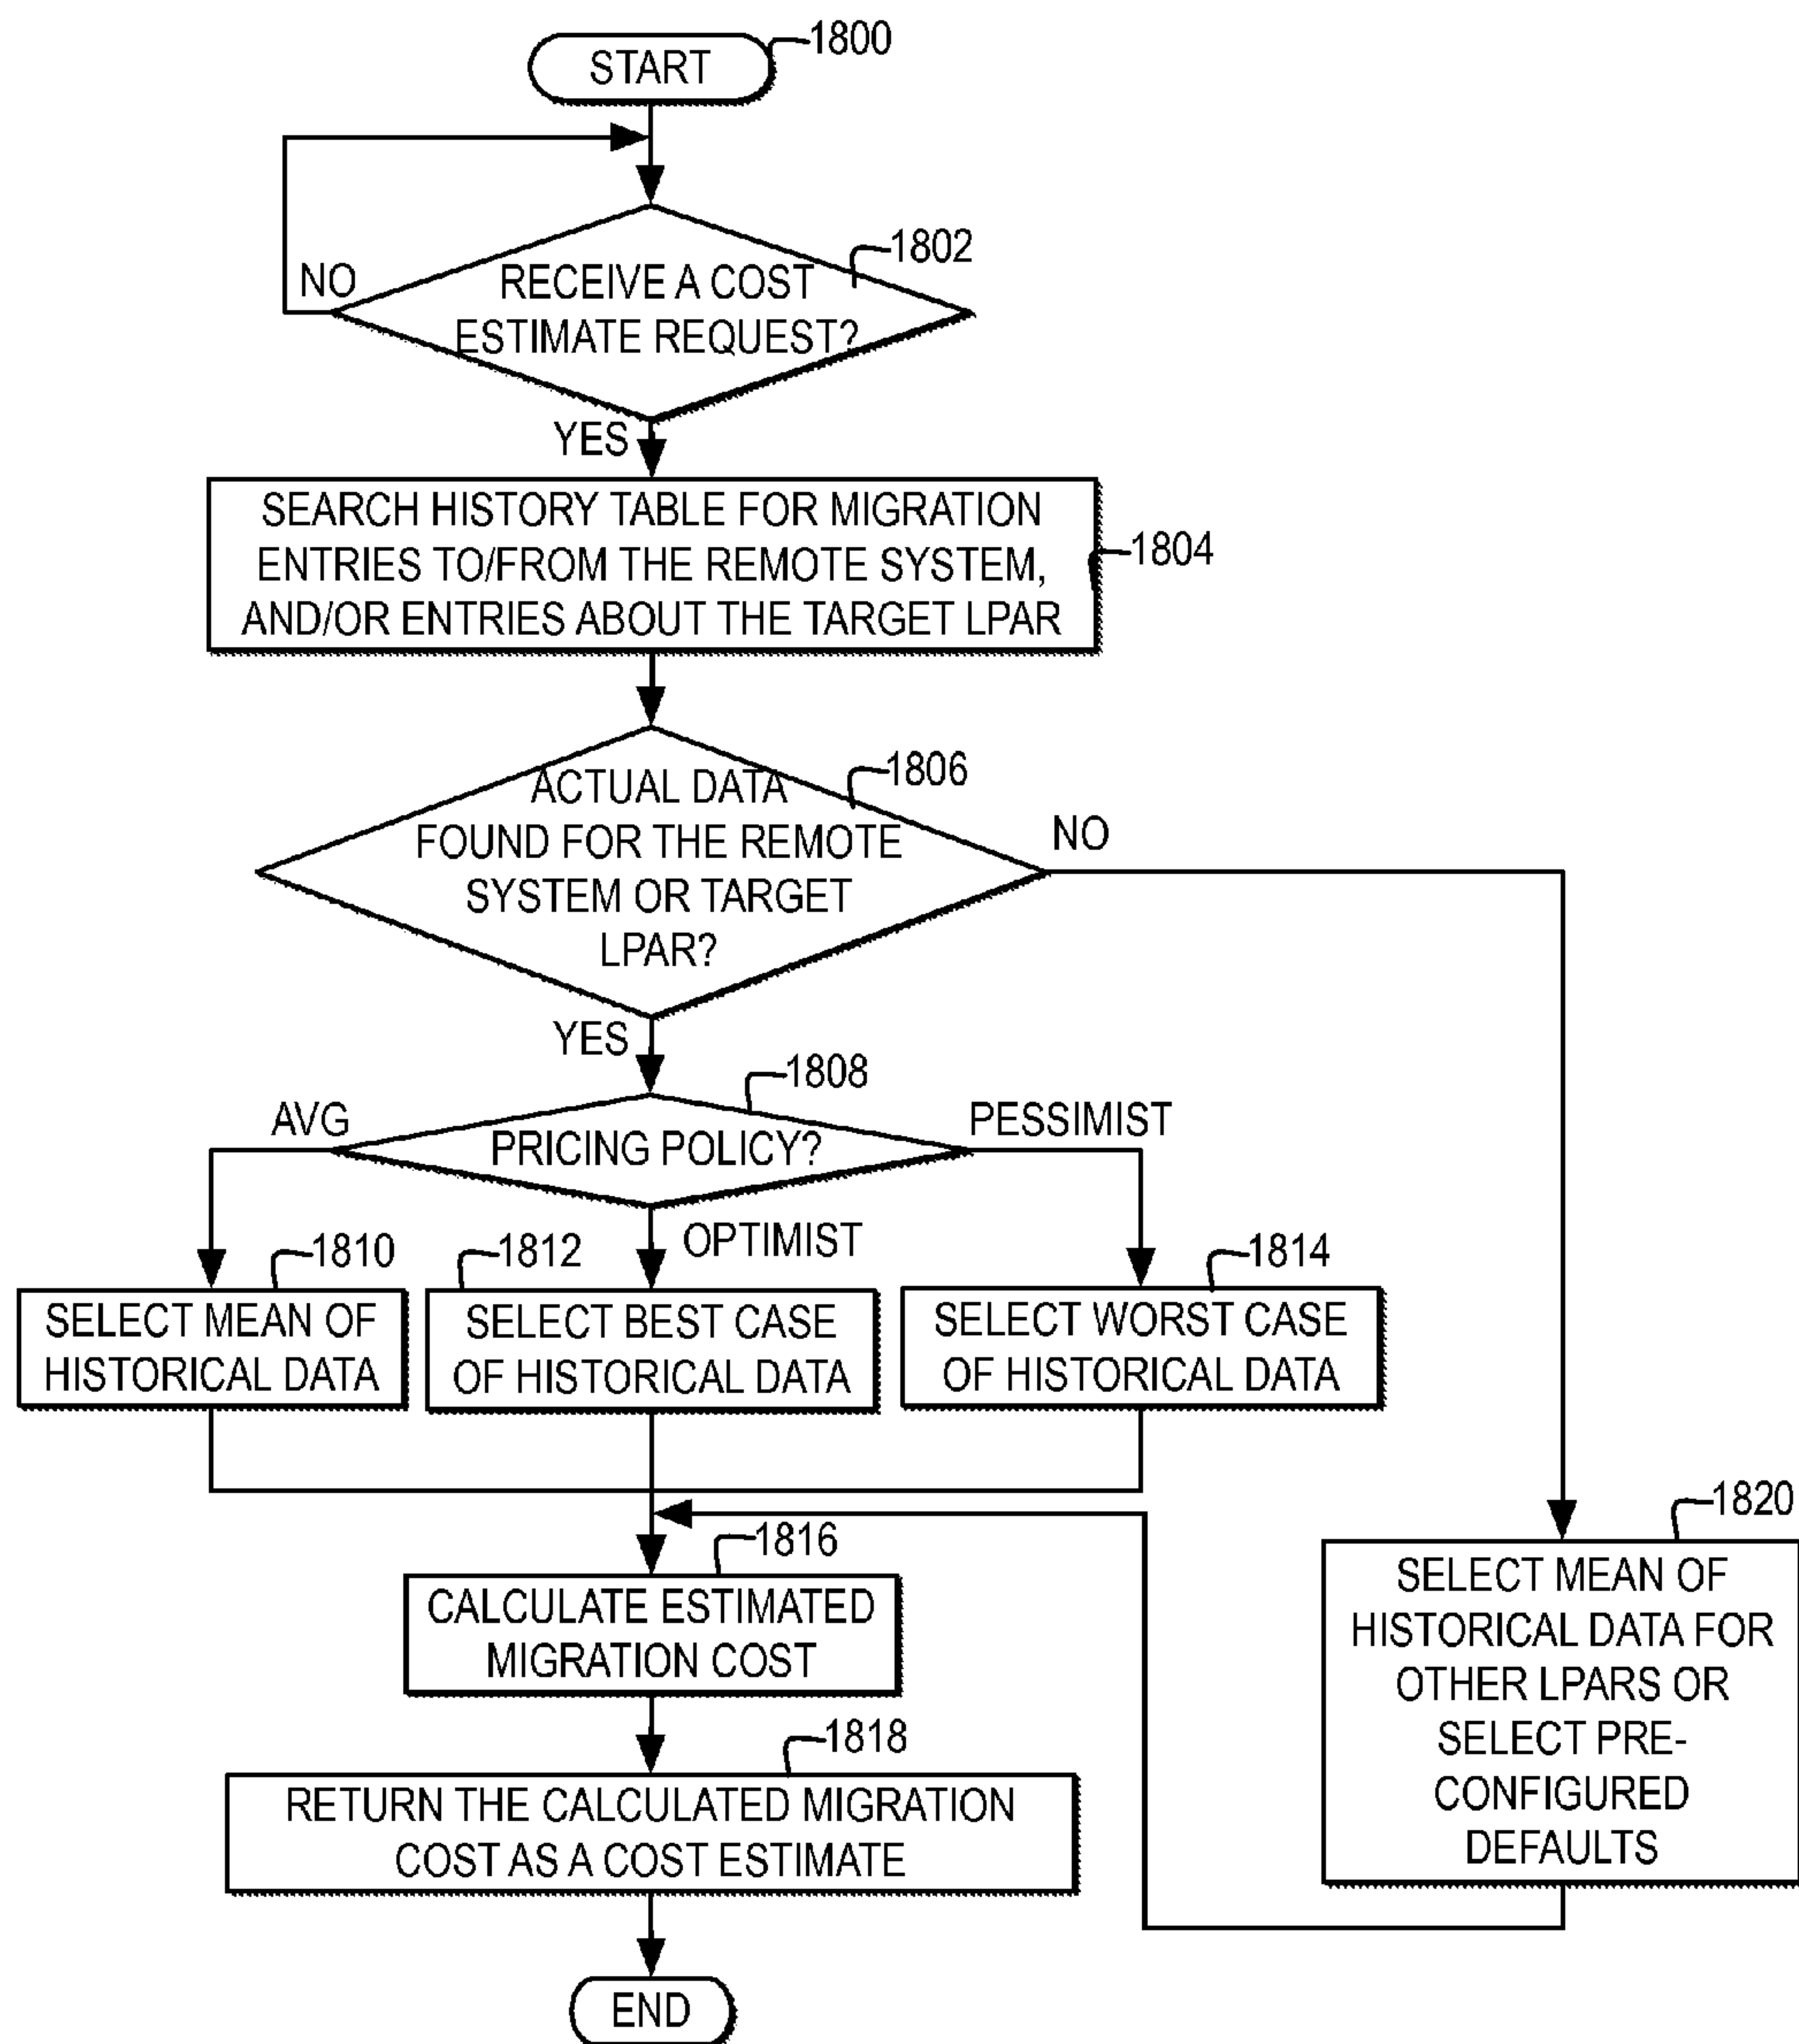 START
1800
1802
NO
RECEIVE A COST
ESTIMATE REQUEST?
YES
SEARCH HISTORY TABLE FOR MIGRATION
ENTRIES TO/FROM THE REMOTE SYSTEM,
AND/OR ENTRIES ABOUT THE TARGET LPAR
1804
1806
ACTUAL DATA
FOUND FOR THE REMOTE
SYSTEM OR TARGET
LPAR?
NO
YES
1808
AVG
PRICING POLICY?
PESSIMIST
OPTIMIST
1810
SELECT MEAN OF
HISTORICAL DATA
1812
SELECT BEST CASE
OF HISTORICAL DATA
1814
SELECT WORST CASE
OF HISTORICAL DATA
1816
CALCULATE ESTIMATED
MIGRATION COST
1820
SELECT MEAN OF
HISTORICAL DATA FOR
OTHER LPARS OR
SELECT PRE-
CONFIGURED
DEFAULTS
1818
RETURN THE CALCULATED MIGRATION
COST AS A COST ESTIMATE
END